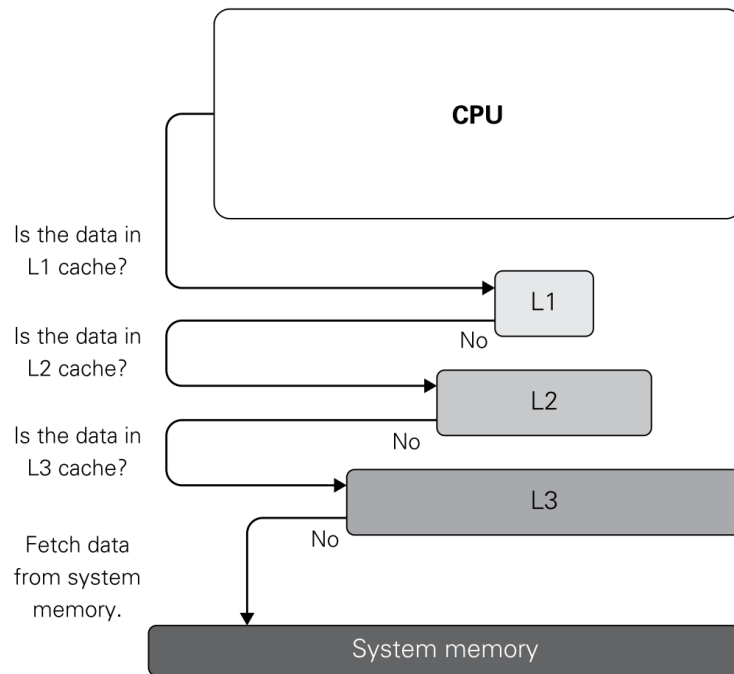 CPU
Is the data in
L1 cache?
L1
No
Is the data in
L2 cache?
L2
No
Is the data in
L3 cache?
L3
No
Fetch data
from system
memory.
System memory